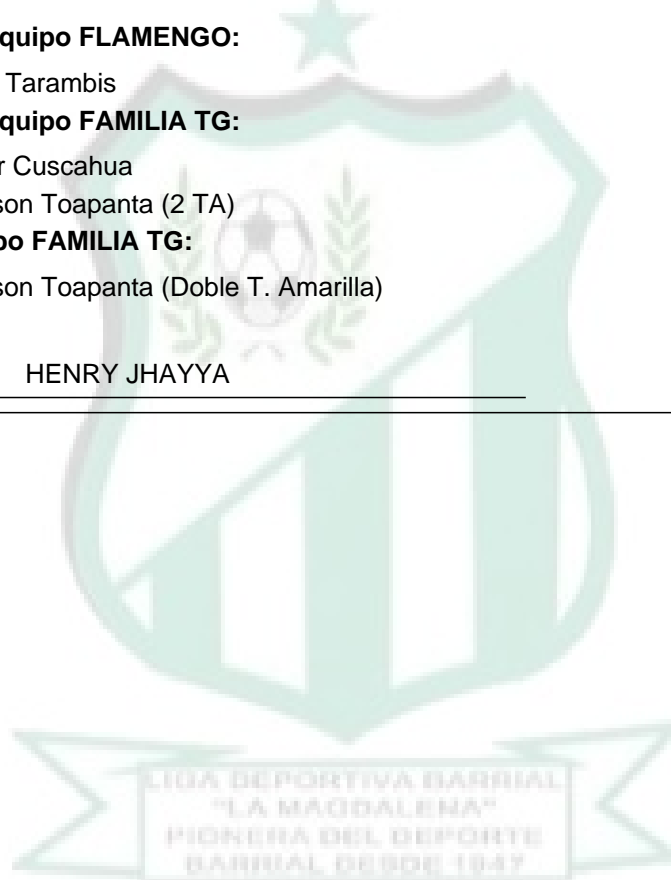 quipo FLAMENGO:
Tarambis
quipo FAMILIA TG:
r Cuscahua
son Toapanta (2 TA)
po FAMILIA TG:
son Toapanta (Doble T. Amarilla)
HENRY JHAYYA
LIGA DEPORTIVA BARRIAL
"LA MAGDALENA"
PIONERA DEL DEPORTE
BARRIAL DESDE 1947